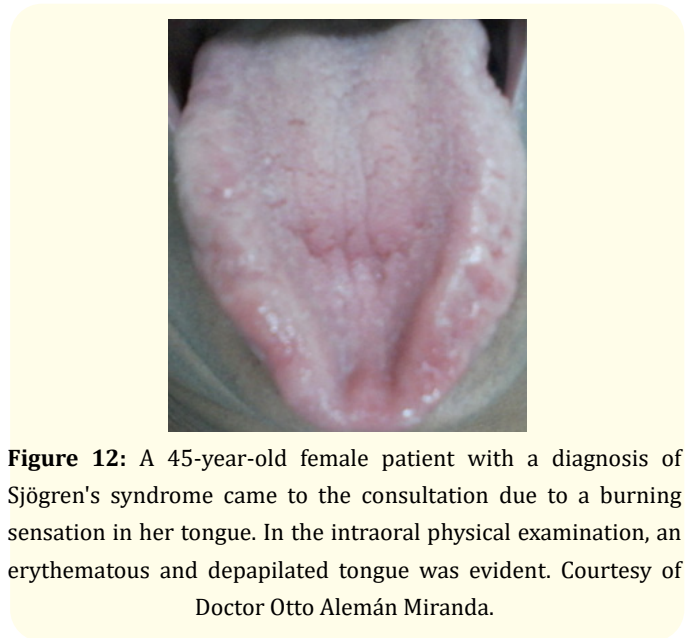 Figure 12: A 45-year-old female patient with a diagnosis of
Sjögren's syndrome came to the consultation due to a burning
sensation in her tongue. In the intraoral physical examination, an
erythematous and depapilated tongue was evident. Courtesy of
Doctor Otto Alemán Miranda.